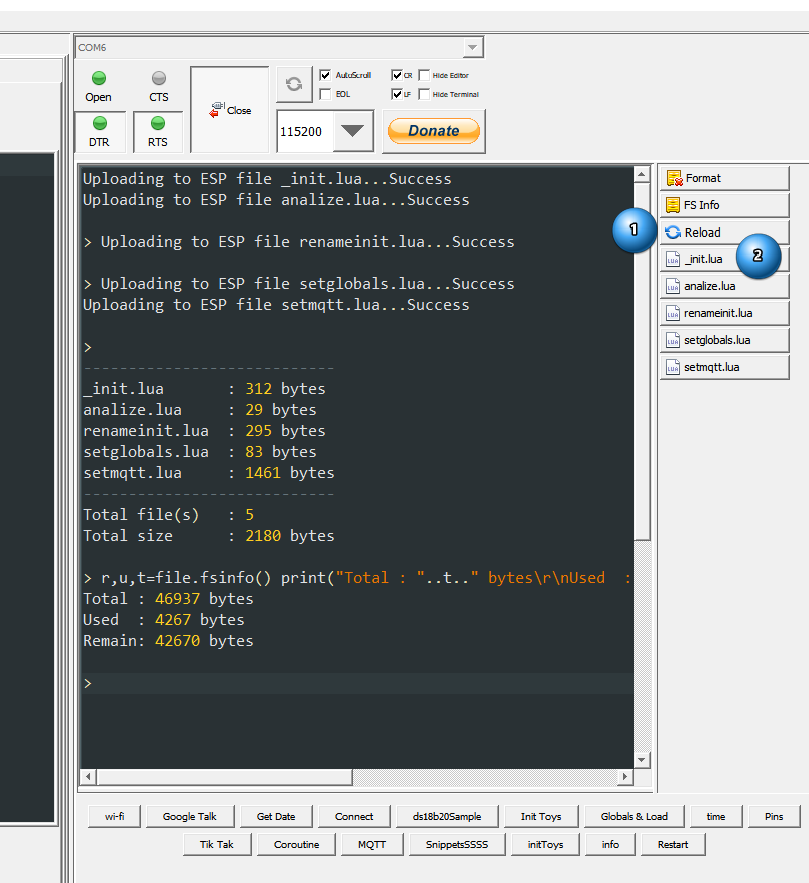 COM6
Open
CTS
DTR
RTS
Close
AutoScroll
EOL
CR
Hide Editor
LF
Hide Terminal
115200
Donate
Uploading to ESP file _init.lua...Success
Uploading to ESP file analize.lua...Success
> Uploading to ESP file renameinit.lua...Success
> Uploading to ESP file setglobals.lua...Success
Uploading to ESP file setmqtt.lua...Success
>
----------------------------
_init.lua       : 312 bytes
analize.lua     : 29 bytes
renameinit.lua  : 295 bytes
setglobals.lua  : 83 bytes
setmqtt.lua     : 1461 bytes
----------------------------
Total file(s)   : 5
Total size      : 2180 bytes
> r,u,t=file.fsinfo() print("Total : "..t.." bytes\r\nUsed  :
Total : 46937 bytes
Used  : 4267 bytes
Remain: 42670 bytes
>
Format
FS Info
1
Reload
_init.lua
2
analize.lua
renameinit.lua
setglobals.lua
setmqtt.lua
wi-fi
Google Talk
Get Date
Connect
ds18b20Sample
Init Toys
Globals & Load
time
Pins
Tik Tak
Coroutine
MQTT
SnippetsSSSS
initToys
info
Restart